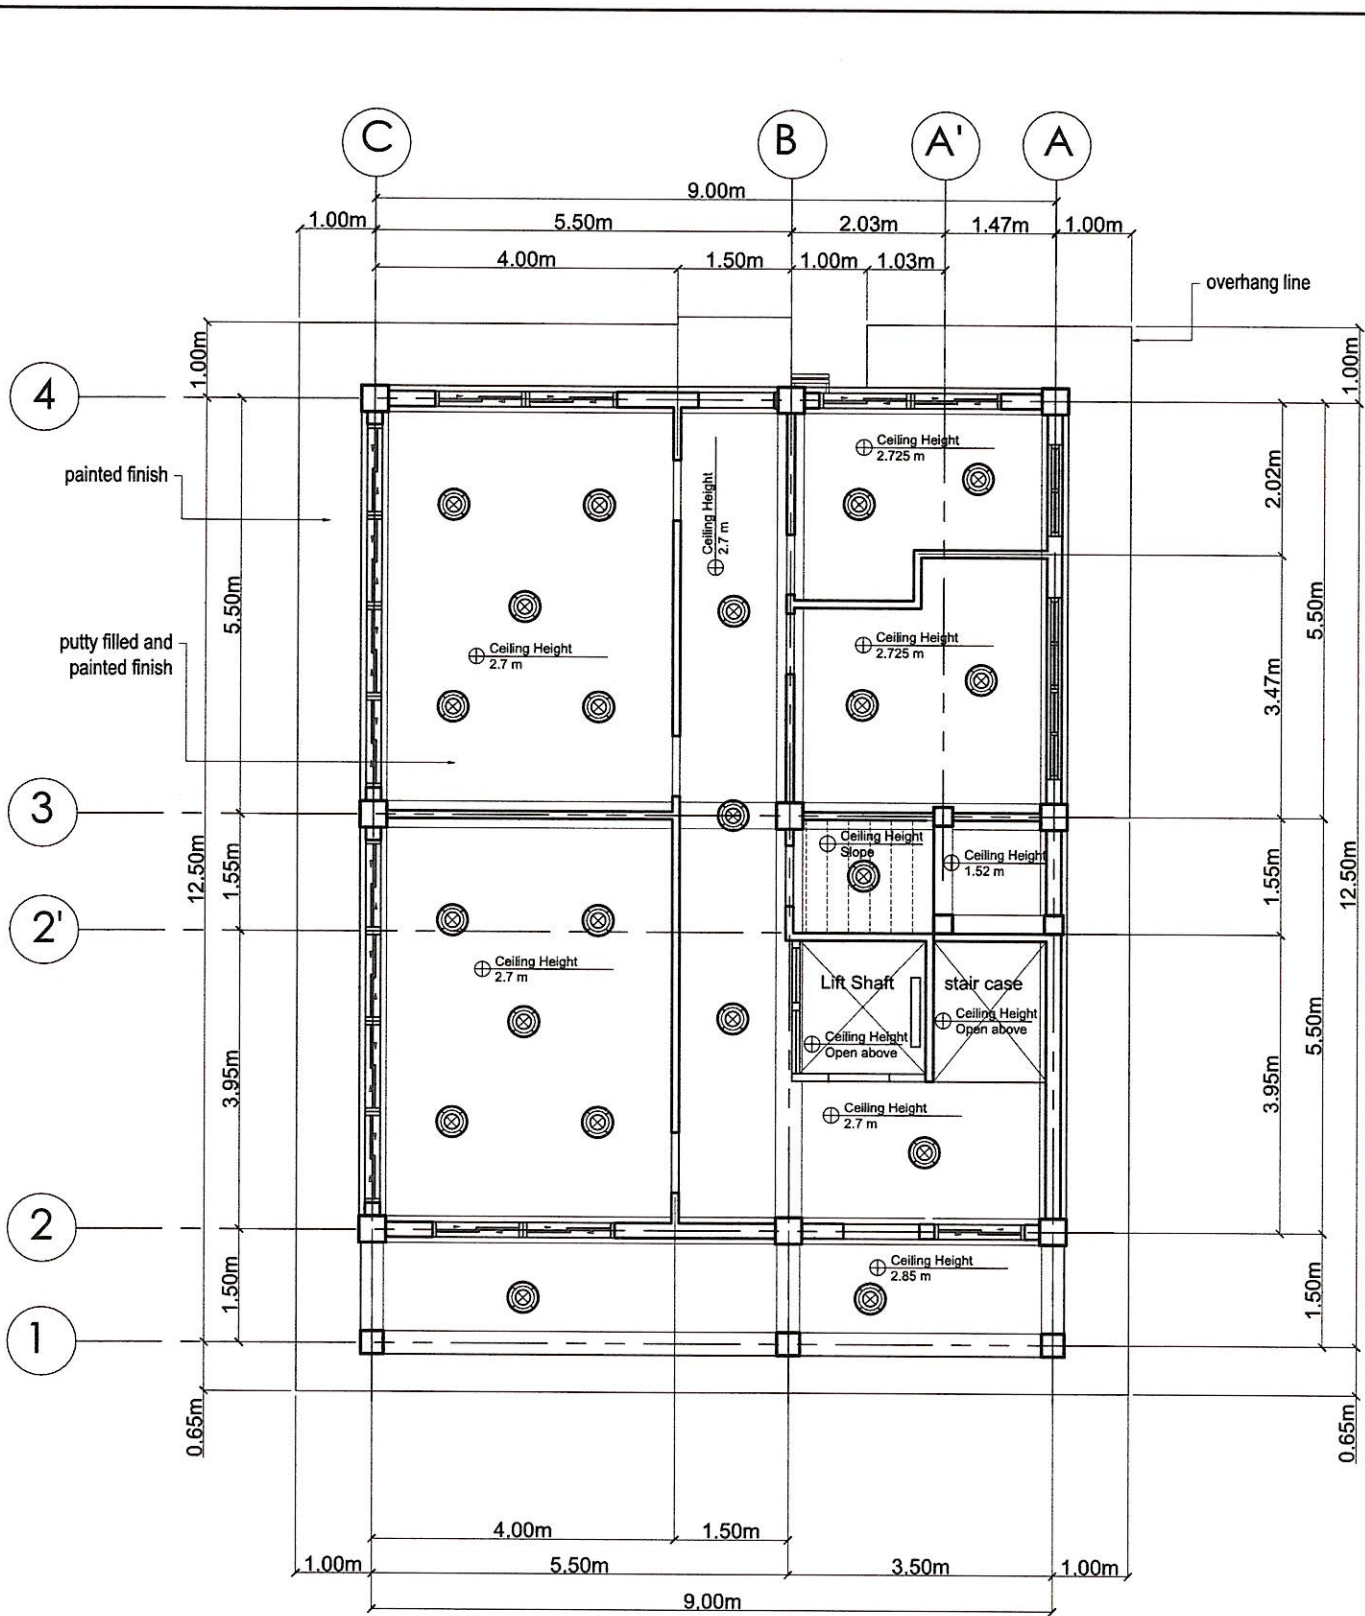 C
B
A'
A
9.00m
1.00m
5.50m
2.03m
1.47m
1.00m
4.00m
1.50m
1.00m
1.03m
overhang line
1.00m
1.00m
4
Ceiling Height
2.725 m
painted finish
2.02m
Ceiling Height
2.7 m
5.50m
5.50m
putty filled and
painted finish
Ceiling Height
2.7 m
Ceiling Height
2.725 m
3.47m
3
12.50m
1.55m
Ceiling Height
Slope
Ceiling Height
1.52 m
1.55m
12.50m
2'
Ceiling Height
2.7 m
Lift Shaft
stair case
Ceiling Height
Open above
Ceiling Height
Open above
5.50m
3.95m
3.95m
Ceiling Height
2.7 m
2
Ceiling Height
2.85 m
1.50m
1.50m
1
0.65m
0.65m
4.00m
1.50m
1.00m
5.50m
3.50m
1.00m
9.00m